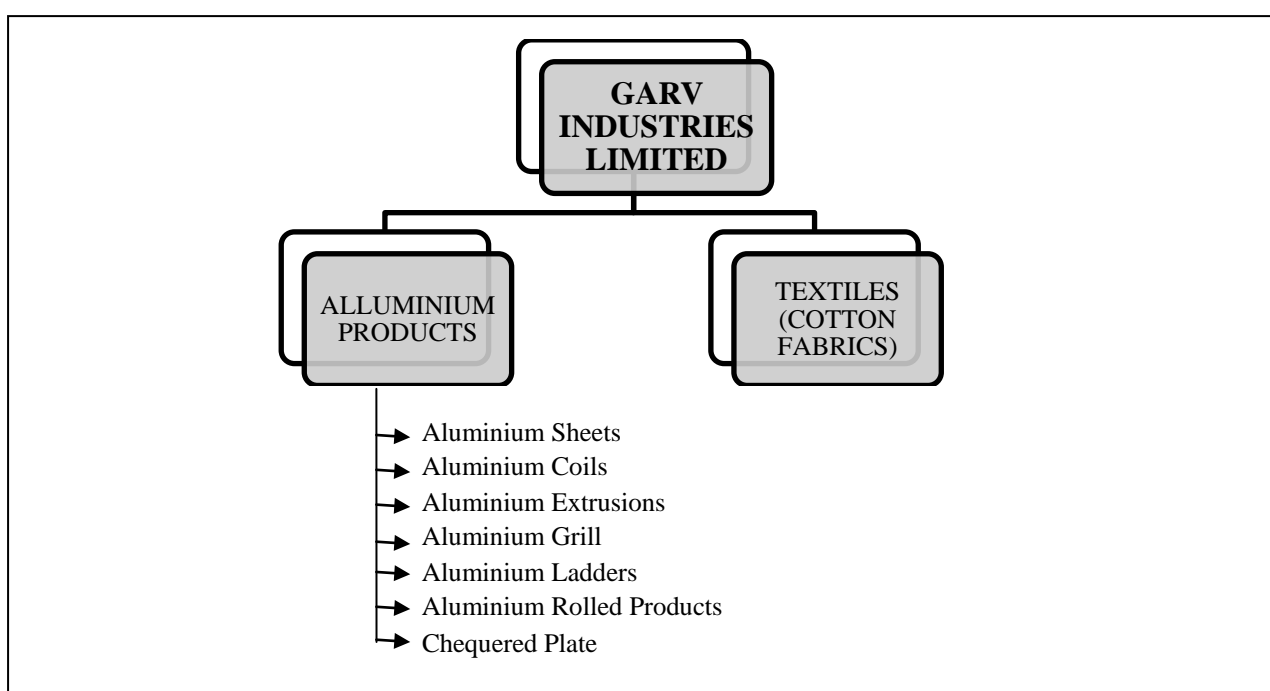 GARV
INDUSTRIES
LIMITED
ALLUMINIUM
PRODUCTS
TEXTILES
(COTTON
FABRICS)
Aluminium Sheets
Aluminium Coils
Aluminium Extrusions
Aluminium Grill
Aluminium Ladders
Aluminium Rolled Products
Chequered Plate